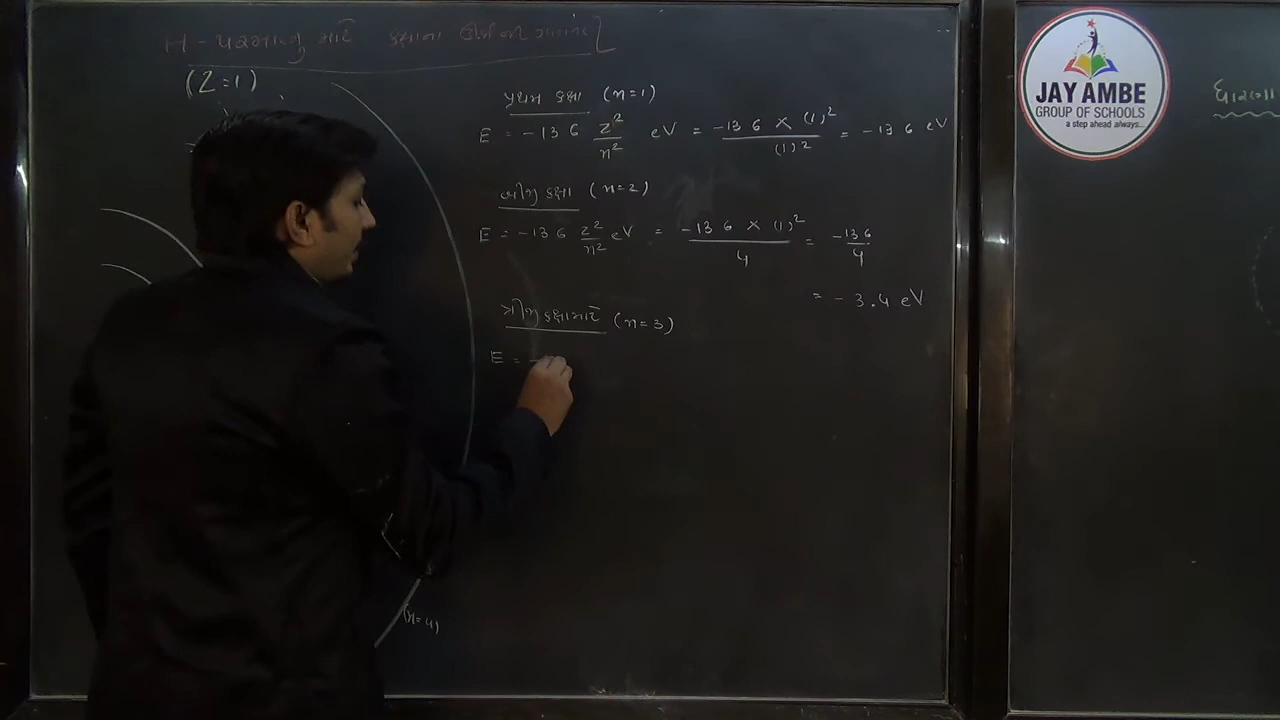 H - પરમાણુ માટે કક્ષાના
(Z=1)
પ્રથમ કક્ષા (n=1)
E = -13 6 Z²/n² eV = -13 6 × (1)²/(1)² = -13 6 eV
બીજી કક્ષા (n=2)
E = -13 6 Z²/n² eV = -13 6 × (1)²/4 = -13 6/4
= - 3.4 eV
ત્રીજી કક્ષા માટે (n=3)
E = -
(n=4)
JAY AMBE
GROUP OF SCHOOLS
a step ahead always...